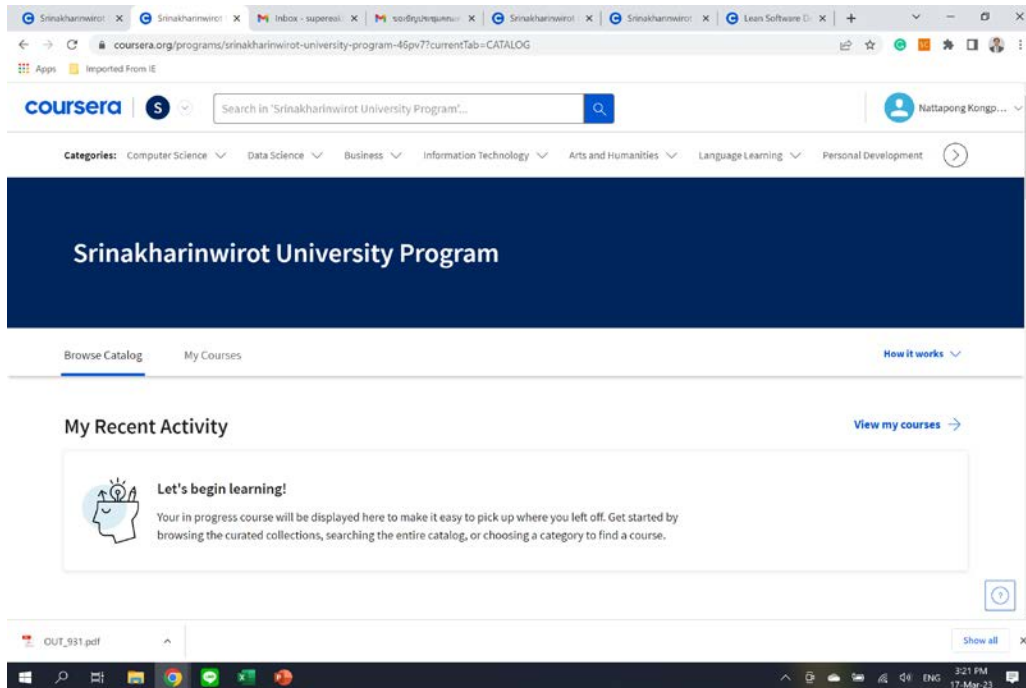 Srinakharinwirot
Srinakharinwirot
Inbox - supereal
Srinakharinwirot
Srinakharinwirot
Lean Software D
coursera.org/programs/srinakharinwirot-university-program-46pv7?currentTab=CATALOG
Apps Imported From IE
coursera S Search in 'Srinakharinwirot University Program'... Nattapong Kongp...
Categories: Computer Science Data Science Business Information Technology Arts and Humanities Language Learning Personal Development
Srinakharinwirot University Program
Browse Catalog My Courses How it works
My Recent Activity View my courses
Let's begin learning!
Your in progress course will be displayed here to make it easy to pick up where you left off. Get started by
browsing the curated collections, searching the entire catalog, or choosing a category to find a course.
OUT_931.pdf Show all
ENG 3:21 PM
17-Mar-23